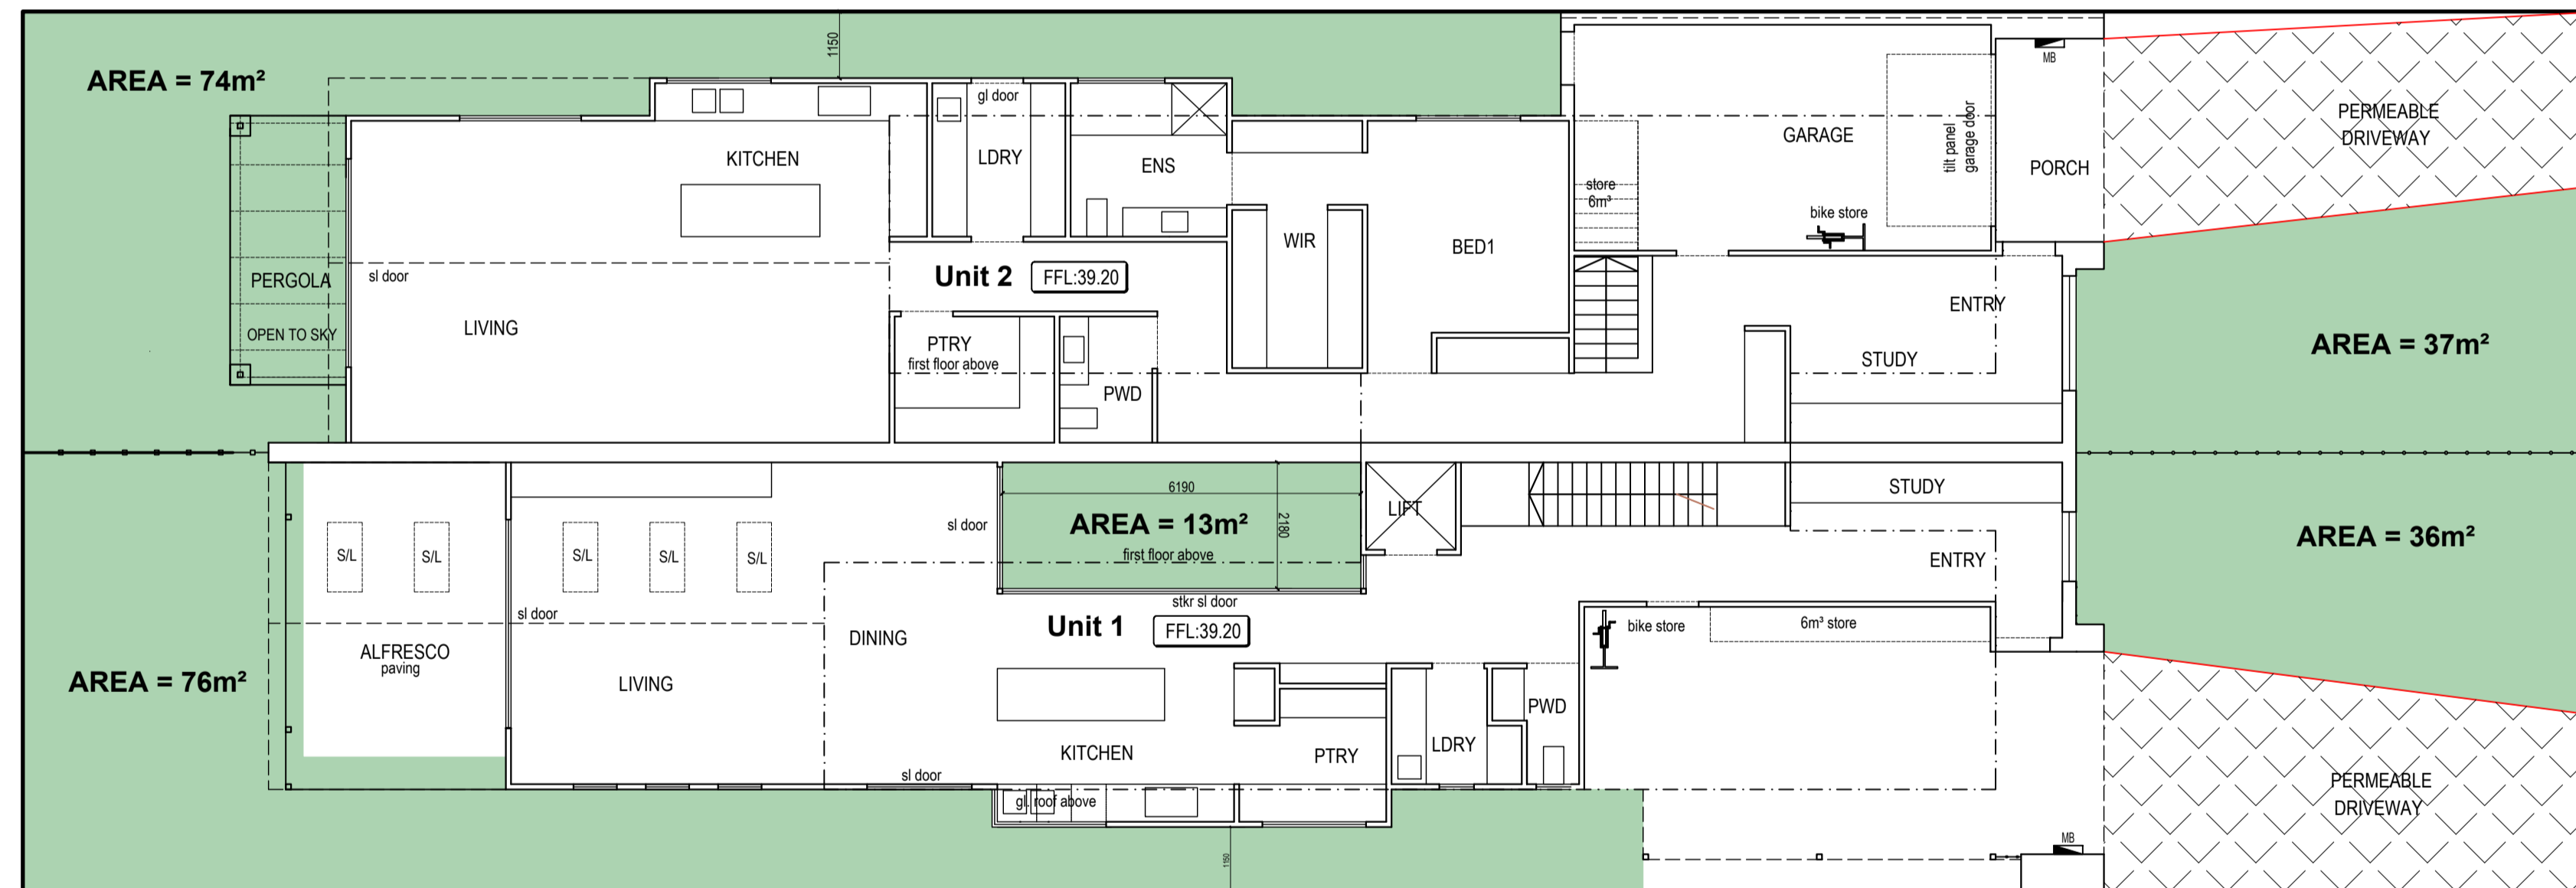 1150
AREA = 74m²
MB
gl door
KITCHEN
LDRY
ENS
GARAGE
tilt panel
garage door
PORCH
PERMEABLE
DRIVEWAY
store
6m³
bike store
WIR
BED1
PERGOLA
sl door
Unit 2
FFL:39.20
ENTRY
OPEN TO SKY
LIVING
PTRY
first floor above
PWD
STUDY
AREA = 37m²
6190
LIFT
STUDY
sl door
AREA = 13m²
2180
first floor above
S/L
S/L
S/L
S/L
S/L
ENTRY
AREA = 36m²
sl door
stkr sl door
Unit 1
FFL:39.20
DINING
bike store
6m³ store
ALFRESCO
paving
AREA = 76m²
LIVING
PWD
KITCHEN
PTRY
LDRY
sl door
gl. roof above
PERMEABLE
DRIVEWAY
MB
1150